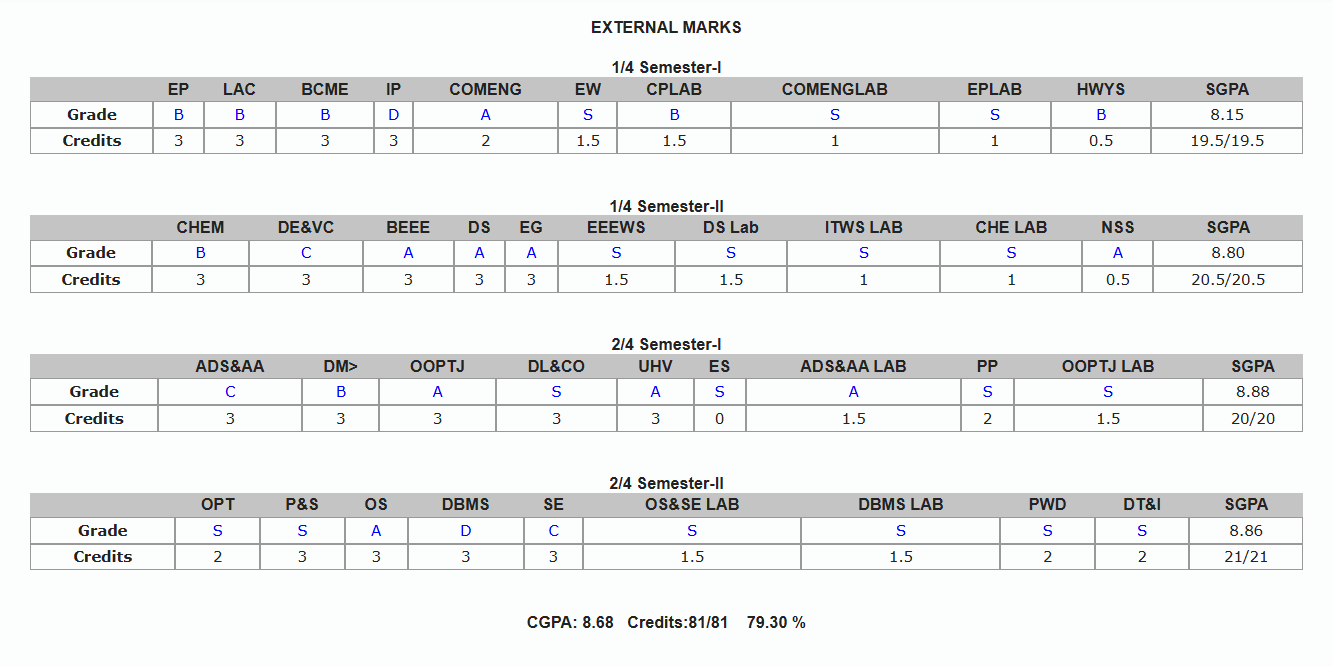 EXTERNAL MARKS
1/4 Semester-I
EP LAC BCME IP COMENG EW CPLAB COMENGLAB EPLAB HWYS SGPA
Grade B B B D A S B S S B 8.15
Credits 3 3 3 3 2 1.5 1.5 1 1 0.5 19.5/19.5
1/4 Semester-II
CHEM DE&VC BEEE DS EG EEEWS DS Lab ITWS LAB CHE LAB NSS SGPA
Grade B C A A A S S S S A 8.80
Credits 3 3 3 3 3 1.5 1.5 1 1 0.5 20.5/20.5
2/4 Semester-I
ADS&AA DM> OOPTJ DL&CO UHV ES ADS&AA LAB PP OOPTJ LAB SGPA
Grade C B A S A S A S S 8.88
Credits 3 3 3 3 3 0 1.5 2 1.5 20/20
2/4 Semester-II
OPT P&S OS DBMS SE OS&SE LAB DBMS LAB PWD DT&I SGPA
Grade S S A D C S S S S 8.86
Credits 2 3 3 3 3 1.5 1.5 2 2 21/21
CGPA: 8.68 Credits:81/81 79.30 %